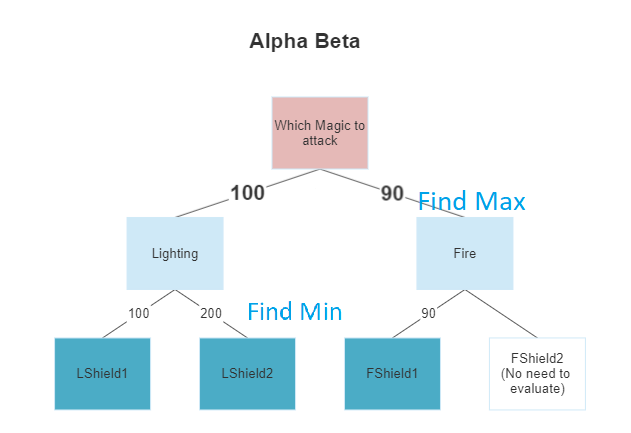 Alpha Beta
Which Magic to
attack
100
90
Find Max
Lighting
Fire
100
200
Find Min
90
LShield1
LShield2
FShield1
FShield2
(No need to
evaluate)